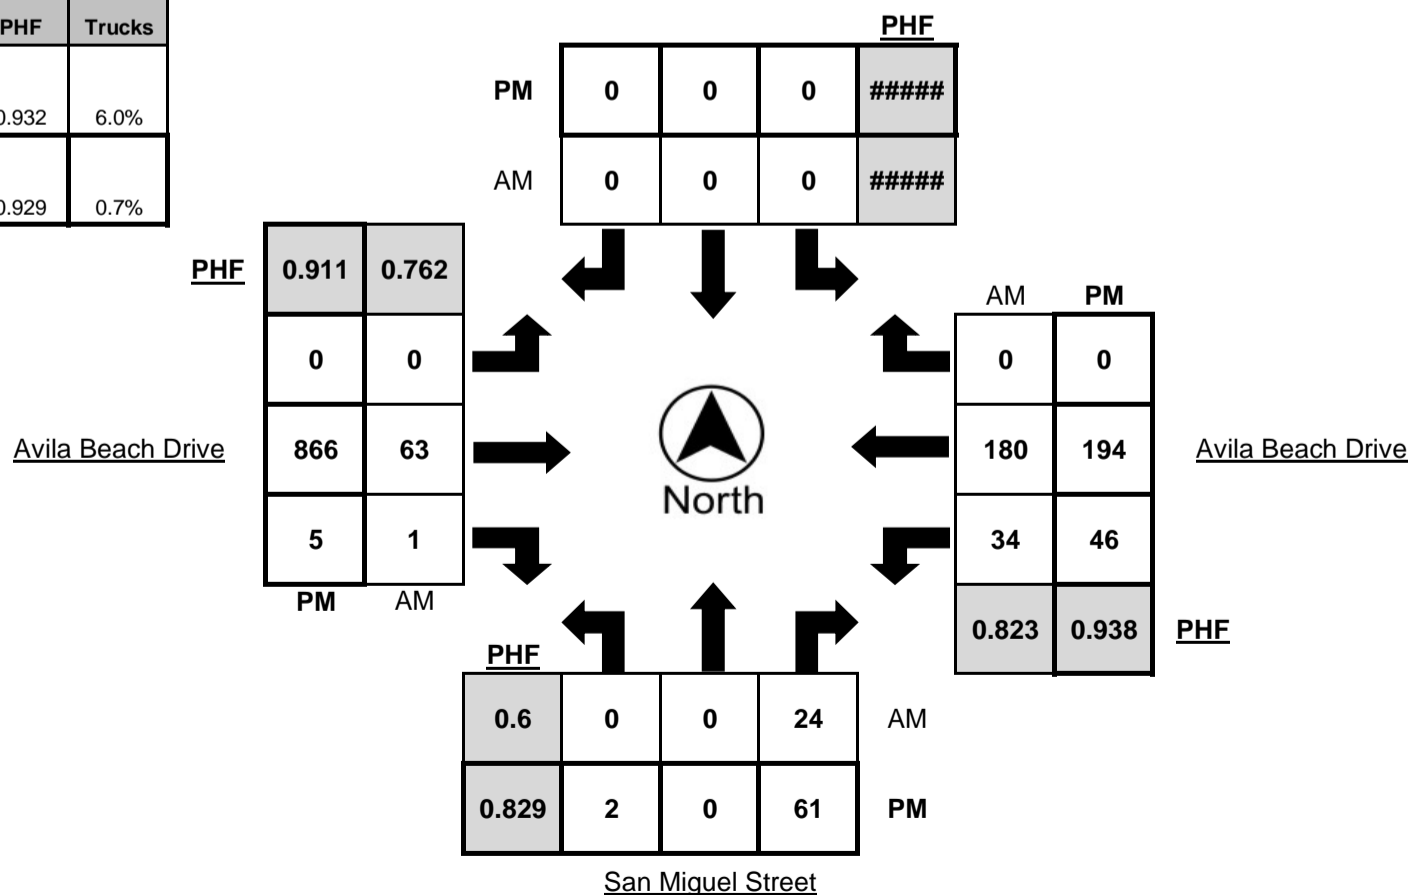 PHF Trucks
0.932 6.0%
0.929 0.7%
PHF
PM 0 0 0 #####
AM 0 0 0 #####
PHF 0.911 0.762
AM PM
0 0
0 0
Avila Beach Drive 866 63
North
180 194 Avila Beach Drive
5 1
34 46
PM AM
0.823 0.938 PHF
PHF
0.6 0 0 24 AM
0.829 2 0 61 PM
San Miguel Street